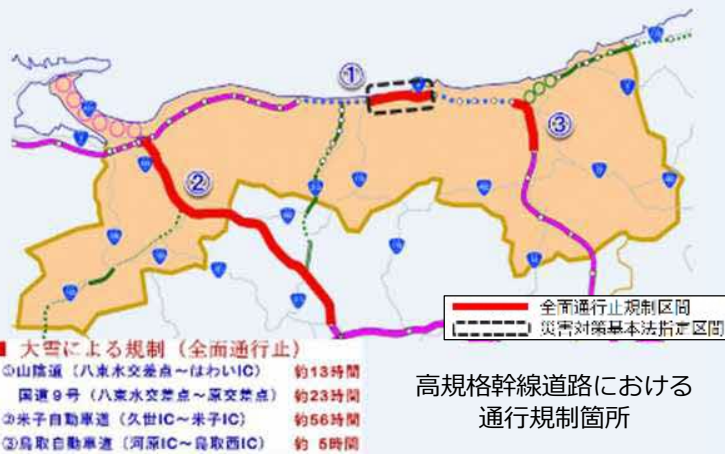 ①
②
③
全面通行止規制区間
災害対策基本法指定区間
■ 大雪による規制(全面通行止)
①山陰道(八束水交差点~はわいIC) 約13時間
国道9号(八束水交差点~原交差点) 約23時間
②米子自動車道(久世IC~米子IC) 約56時間
③鳥取自動車道(河原IC~鳥取西IC) 約 5時間
高規格幹線道路における
通行規制箇所